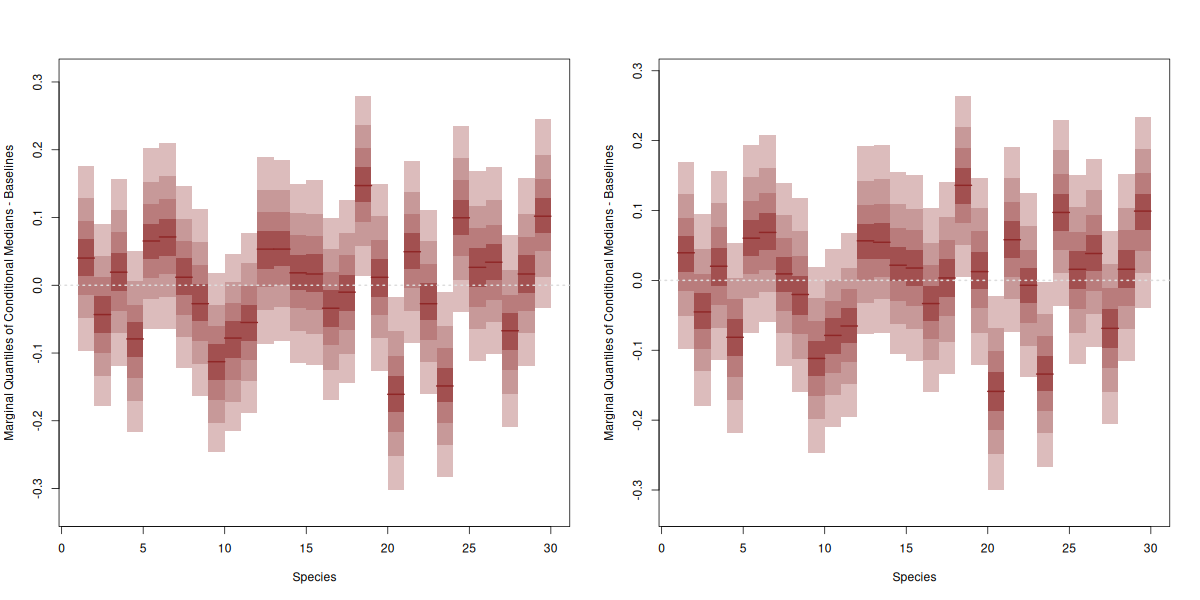 Marginal Quantiles of Conditional Medians - Baselines
0.3
0.2
0.1
0.0
-0.1
-0.2
-0.3
0 5 10 15 20 25 30
Species
Marginal Quantiles of Conditional Medians - Baselines
0.3
0.2
0.1
0.0
-0.1
-0.2
-0.3
0 5 10 15 20 25 30
Species